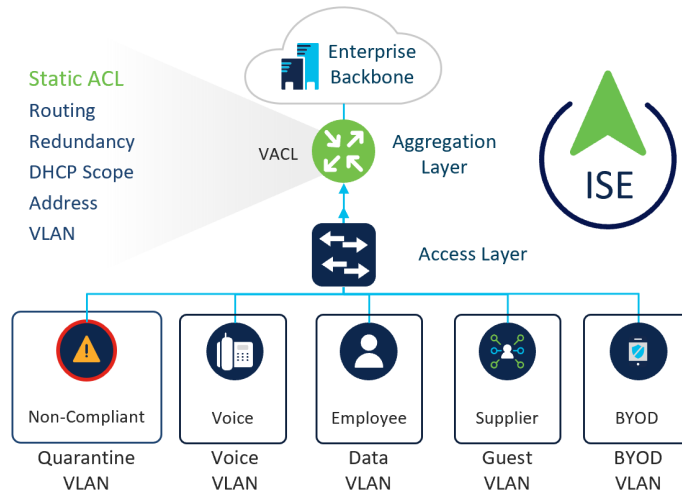 Enterprise
Backbone
Static ACL
Routing
Redundancy
DHCP Scope
Address
VLAN
VACL
Aggregation
Layer
ISE
Access Layer
Non-Compliant
Voice
Employee
Supplier
BYOD
Quarantine
VLAN
Voice
VLAN
Data
VLAN
Guest
VLAN
BYOD
VLAN